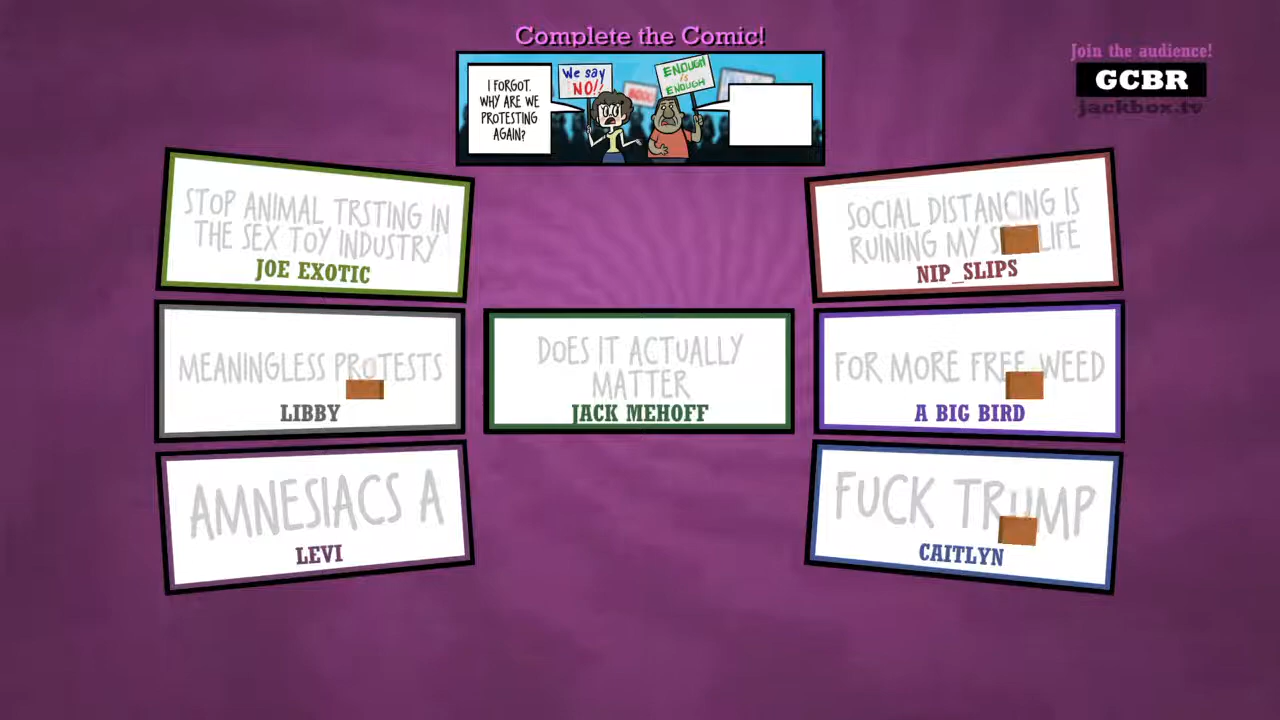 Complete the Comic!
Join the audience!
GCBR
jackbox.tv
I FORGOT.
WHY ARE WE
PROTESTING
AGAIN?
We say
NO!!
ENOUGH
IS
ENOUGH
STOP ANIMAL TRSTING IN
THE SEX TOY INDUSTRY
JOE EXOTIC
SOCIAL DISTANCING IS
RUINING MY LIFE
NIP_SLIPS
MEANINGLESS PROTESTS
LIBBY
DOES IT ACTUALLY
MATTER
JACK MEHOFF
FOR MORE FREE WEED
A BIG BIRD
AMNESIACS A
LEVI
FUCK TRUMP
CAITLYN